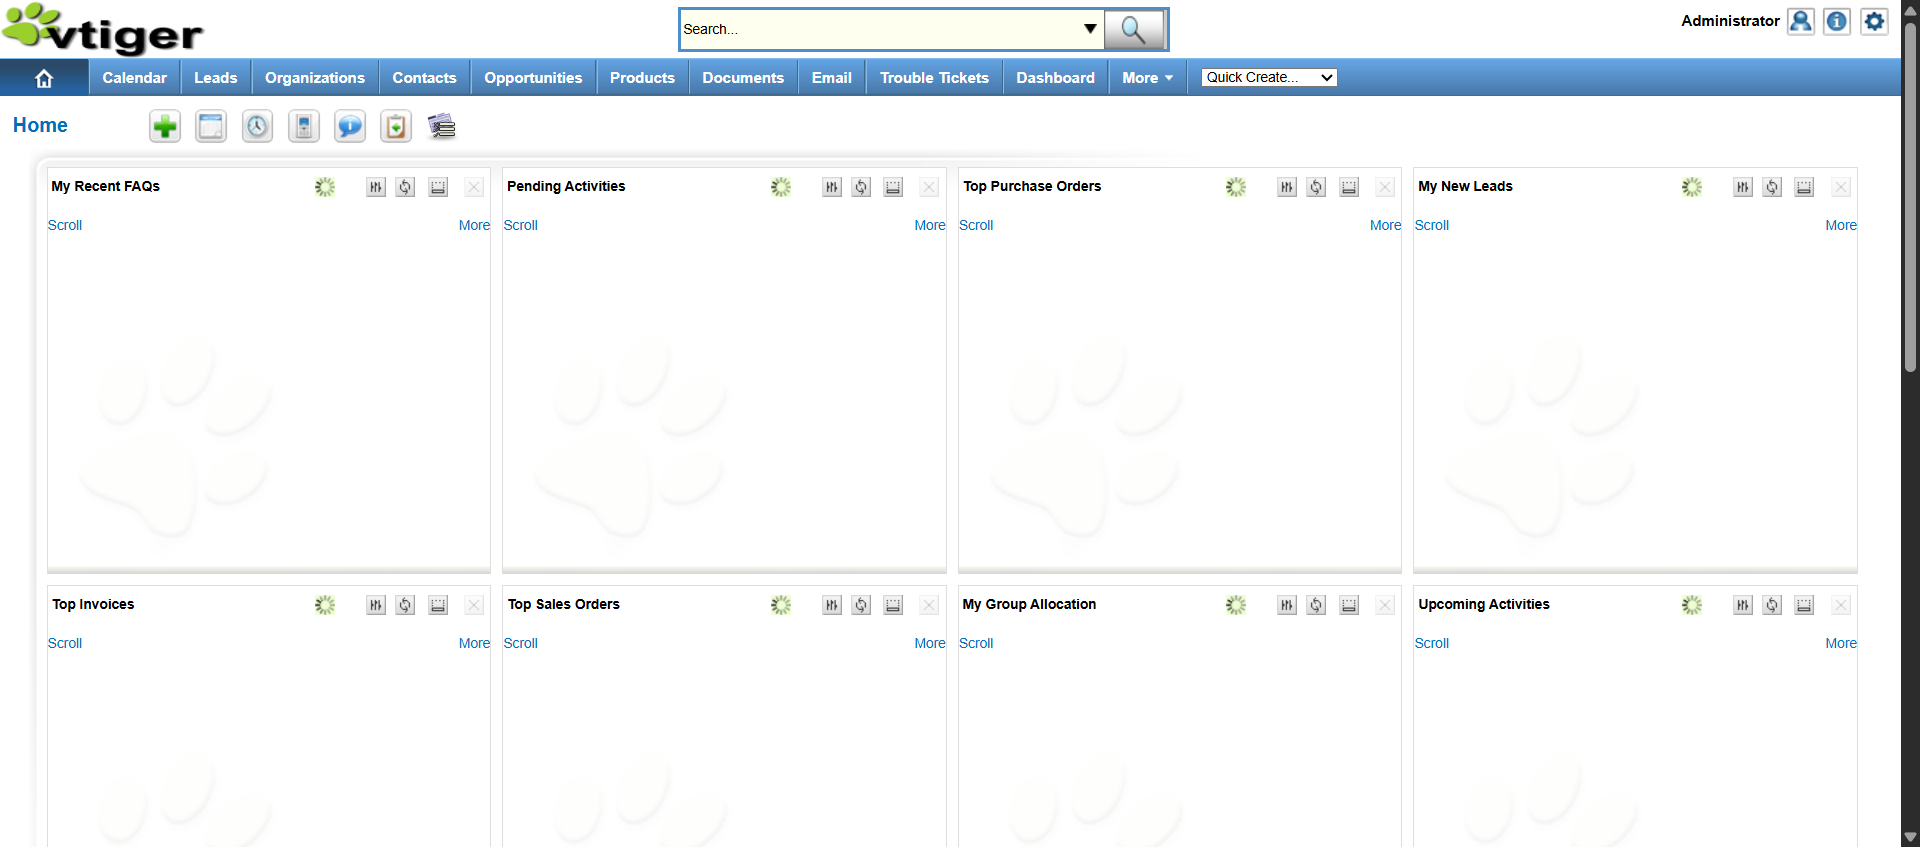 vtiger
Search...
Administrator
Calendar Leads Organizations Contacts Opportunities Products Documents Email Trouble Tickets Dashboard More Quick Create...
Home
My Recent FAQs Pending Activities Top Purchase Orders My New Leads
Scroll More Scroll More Scroll More Scroll More
Top Invoices Top Sales Orders My Group Allocation Upcoming Activities
Scroll More Scroll More Scroll More Scroll More